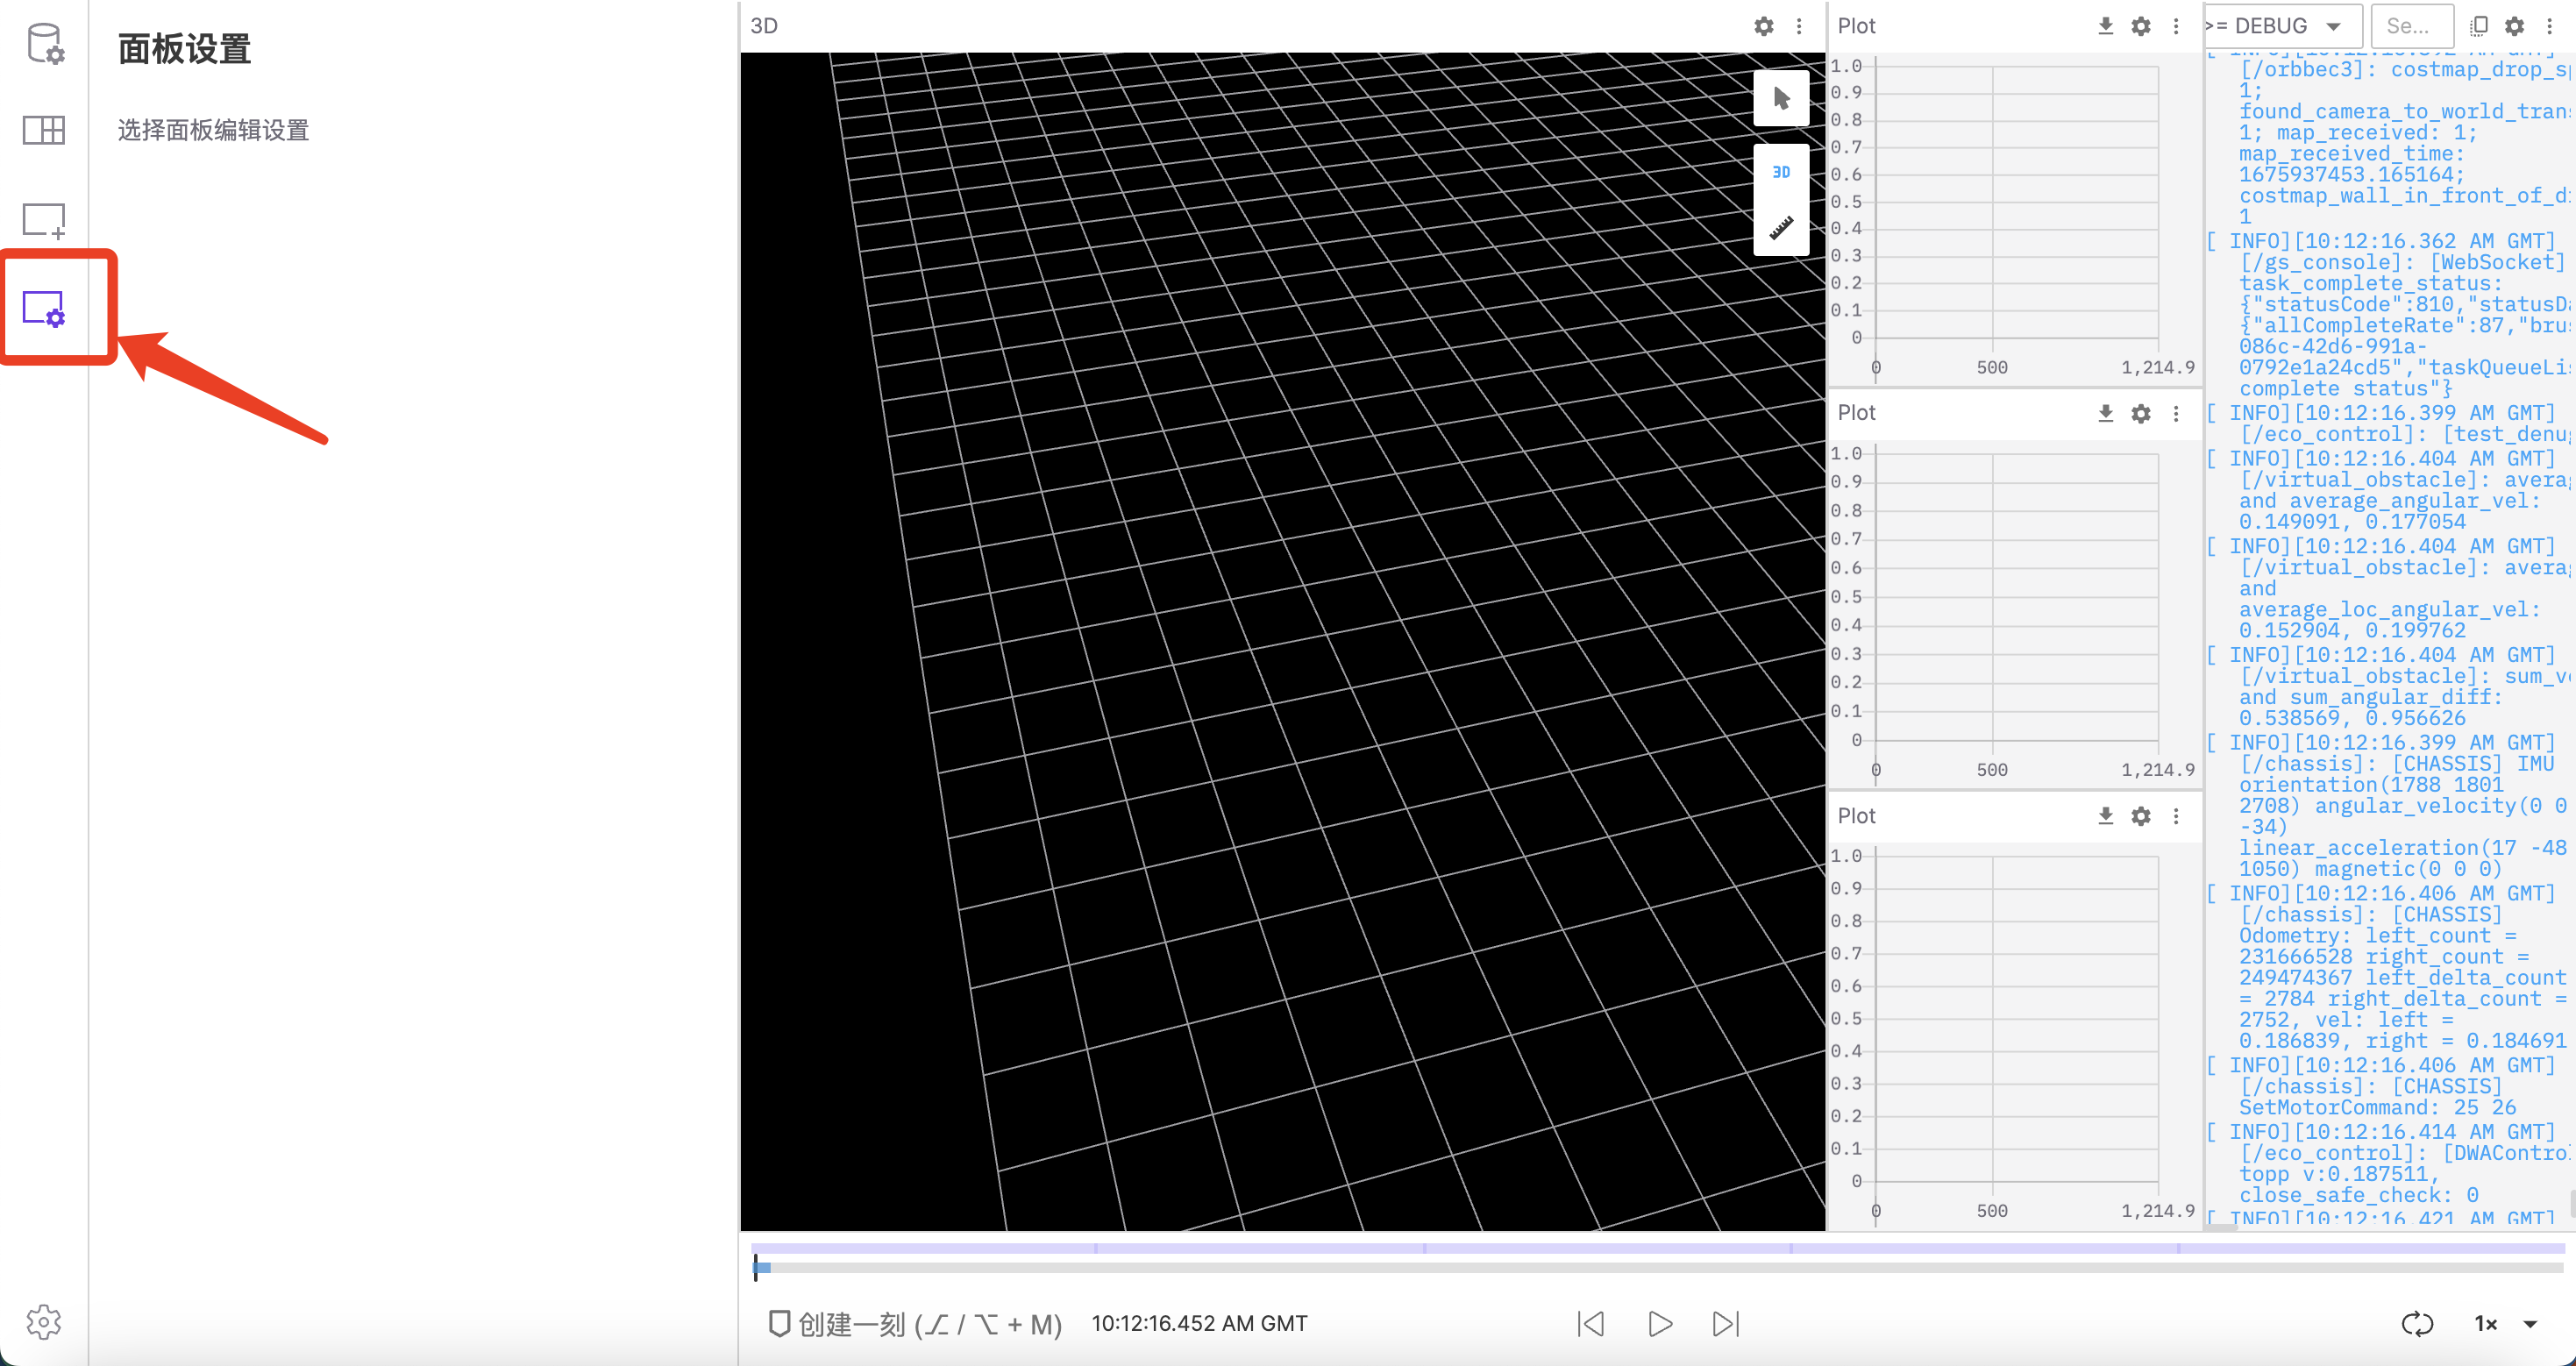 面板设置
选择面板编辑设置
3D
3D
Plot
1.0
0.9
0.8
0.7
0.6
0.5
0.4
0.3
0.2
0.1
0
0
500
1,214.9
Plot
1.0
0.9
0.8
0.7
0.6
0.5
0.4
0.3
0.2
0.1
0
0
500
1,214.9
Plot
1.0
0.9
0.8
0.7
0.6
0.5
0.4
0.3
0.2
0.1
0
0
500
1,214.9
>= DEBUG
Se...
[/orbbec3]: costmap_drop_s
1;
found_camera_to_world_tran
1; map_received: 1;
map_received_time:
1675937453.165164;
costmap_wall_in_front_of_d
1
[ INFO][10:12:16.362 AM GMT]
[/gs_console]: [WebSocket]
task_complete_status:
{"statusCode":810,"statusD
{"allCompleteRate":87,"bru
086c-42d6-991a-
0792e1a24cd5","taskQueueLi
complete status"}
[ INFO][10:12:16.399 AM GMT]
[/eco_control]: [test_denu
[ INFO][10:12:16.404 AM GMT]
[/virtual_obstacle]: avera
and average_angular_vel:
0.149091, 0.177054
[ INFO][10:12:16.404 AM GMT]
[/virtual_obstacle]: avera
and
average_loc_angular_vel:
0.152904, 0.199762
[ INFO][10:12:16.404 AM GMT]
[/virtual_obstacle]: sum_v
and sum_angular_diff:
0.538569, 0.956626
[ INFO][10:12:16.399 AM GMT]
[/chassis]: [CHASSIS] IMU
orientation(1788 1801
2708) angular_velocity(0 0
-34)
linear_acceleration(17 -48
1050) magnetic(0 0 0)
[ INFO][10:12:16.406 AM GMT]
[/chassis]: [CHASSIS]
Odometry: left_count =
231666528 right_count =
249474367 left_delta_count
= 2784 right_delta_count =
2752, vel: left =
0.186839, right = 0.184691
[ INFO][10:12:16.406 AM GMT]
[/chassis]: [CHASSIS]
SetMotorCommand: 25 26
[ INFO][10:12:16.414 AM GMT]
[/eco_control]: [DWAContro
topp v:0.187511,
close_safe_check: 0
[ INFO][10:12:16.421 AM GMT]
创建一刻 (⌥ / ⌥ + M)
10:12:16.452 AM GMT
1×